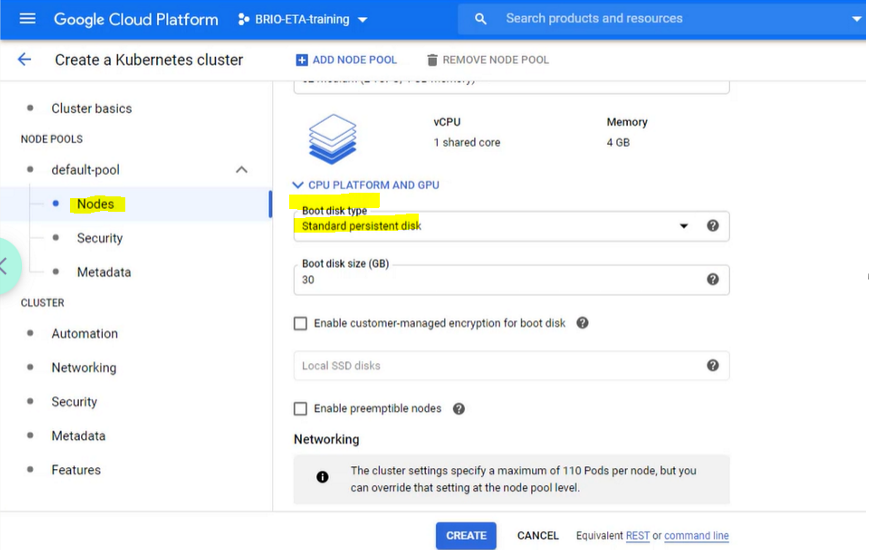 Google Cloud Platform
BRIO-ETA-training
Search products and resources
Create a Kubernetes cluster
ADD NODE POOL
REMOVE NODE POOL
Cluster basics
NODE POOLS
default-pool
Nodes
Security
Metadata
CLUSTER
Automation
Networking
Security
Metadata
Features
vCPU
Memory
1 shared core
4 GB
CPU PLATFORM AND GPU
Boot disk type
Standard persistent disk
Boot disk size (GB)
30
Enable customer-managed encryption for boot disk
Local SSD disks
Enable preemptible nodes
Networking
The cluster settings specify a maximum of 110 Pods per node, but you
can override that setting at the node pool level.
CREATE
CANCEL
Equivalent REST or command line